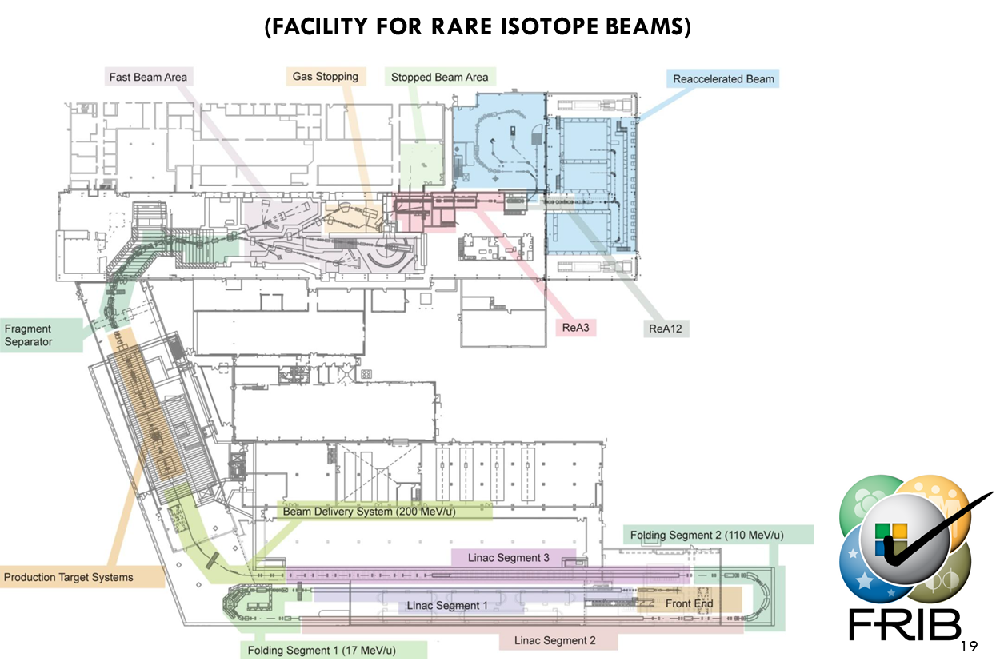 (FACILITY FOR RARE ISOTOPE BEAMS)
Fast Beam Area
Gas Stopping
Stopped Beam Area
Reaccelerated Beam
Fragment
Separator
ReA3
ReA12
Beam Delivery System (200 MeV/u)
Folding Segment 2 (110 MeV/u)
Linac Segment 3
Production Target Systems
Linac Segment 1
Front End
Linac Segment 2
Folding Segment 1 (17 MeV/u)
FRIB
19